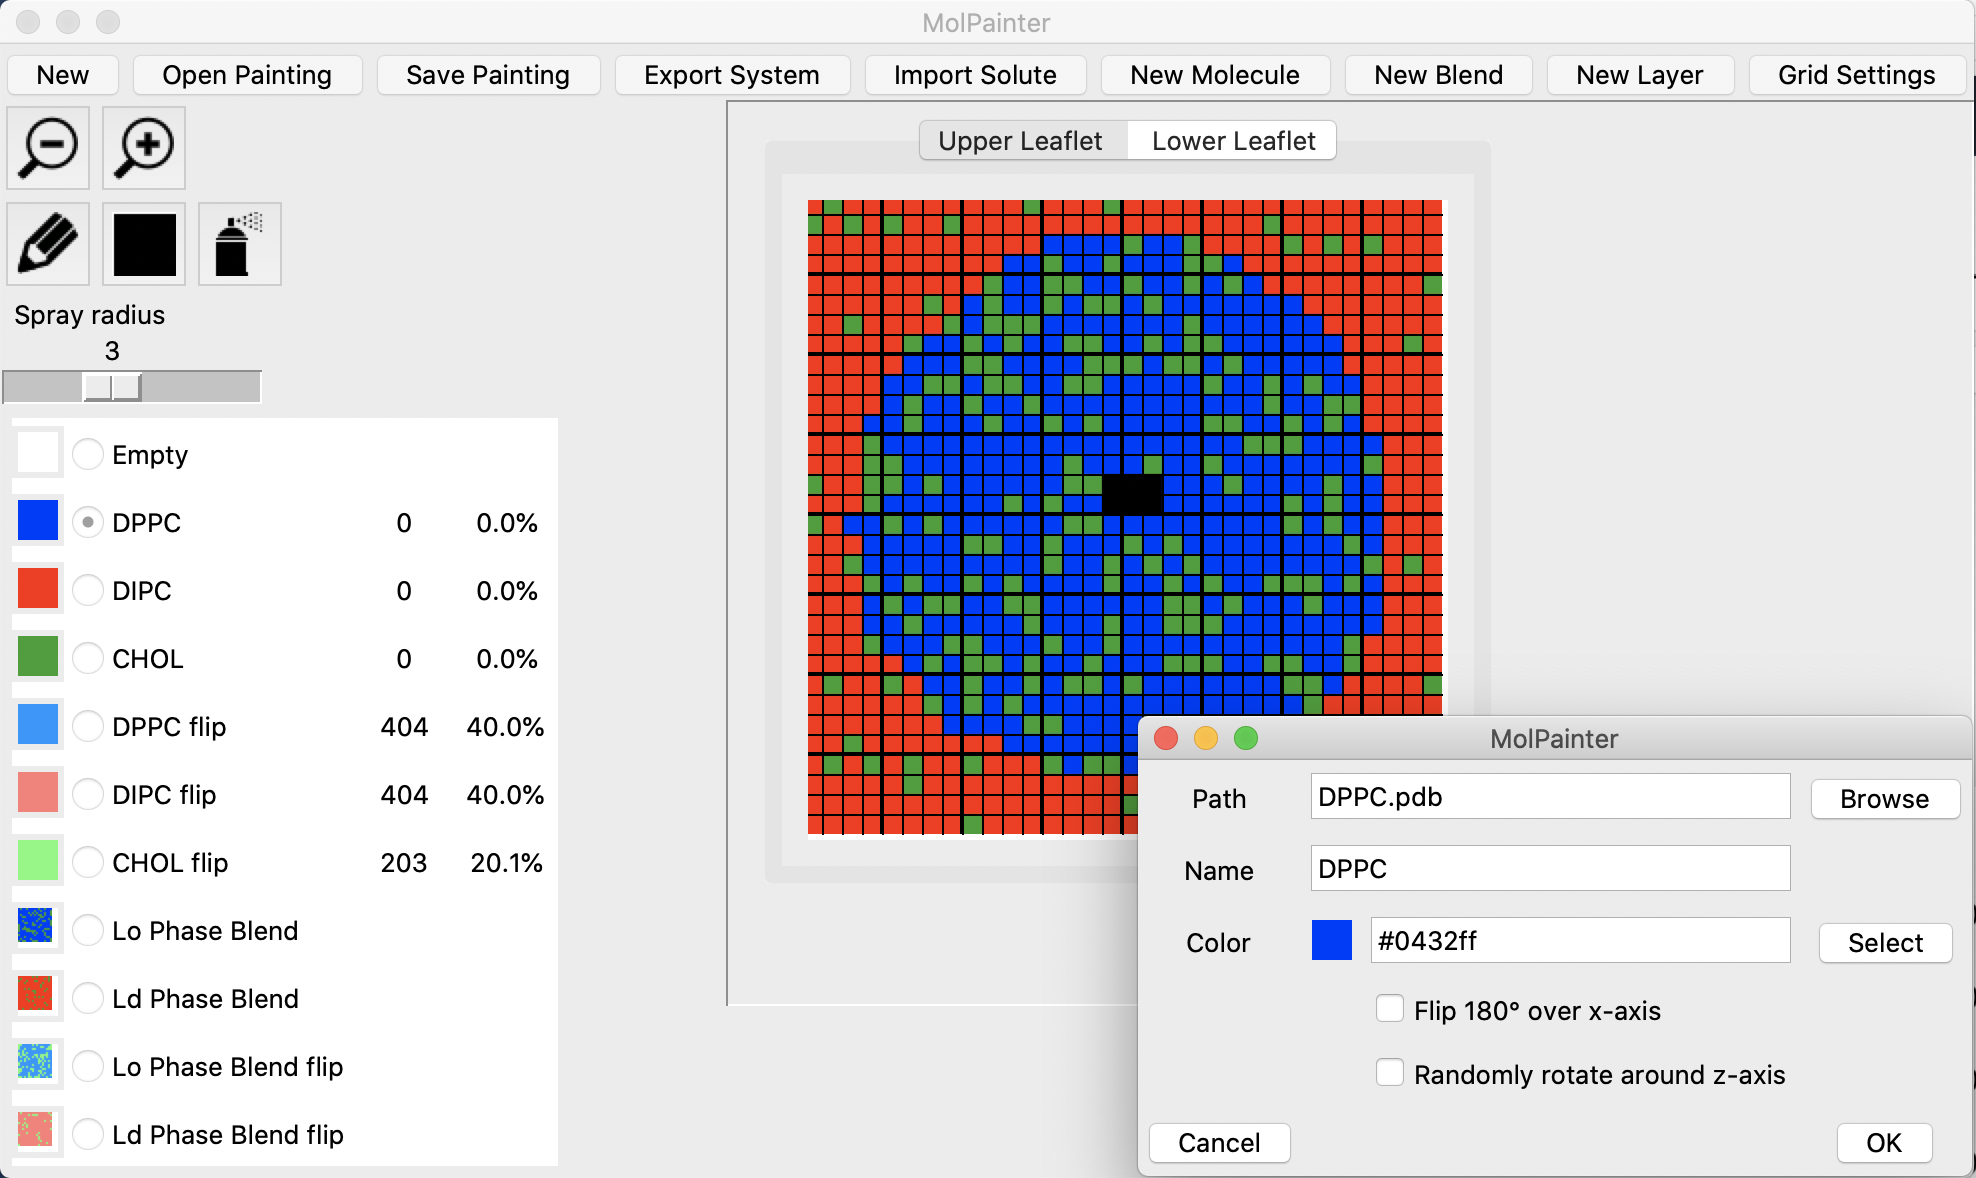 MolPainter
New Open Painting Save Painting Export System Import Solute New Molecule New Blend New Layer Grid Settings
Upper Leaflet Lower Leaflet
Spray radius
3
Empty
DPPC 0 0.0%
DIPC 0 0.0%
CHOL 0 0.0%
DPPC flip 404 40.0%
DIPC flip 404 40.0%
CHOL flip 203 20.1%
Lo Phase Blend
Ld Phase Blend
Lo Phase Blend flip
Ld Phase Blend flip
MolPainter
Path DPPC.pdb Browse
Name DPPC
Color #0432ff Select
Flip 180° over x-axis
Randomly rotate around z-axis
Cancel OK